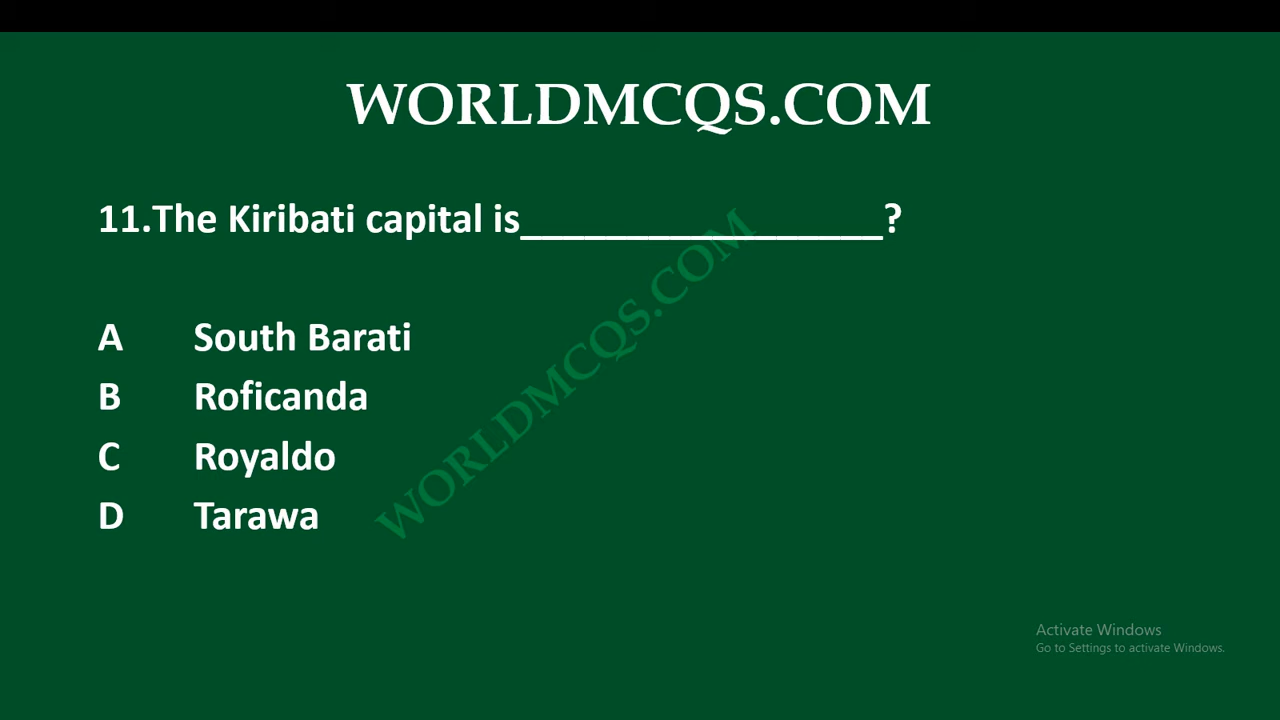 WORLDMCQS.COM
11.The Kiribati capital is_________________?
A South Barati
B Roficanda
C Royaldo
D Tarawa
WORLDMCQS.COM
Activate Windows
Go to Settings to activate Windows.